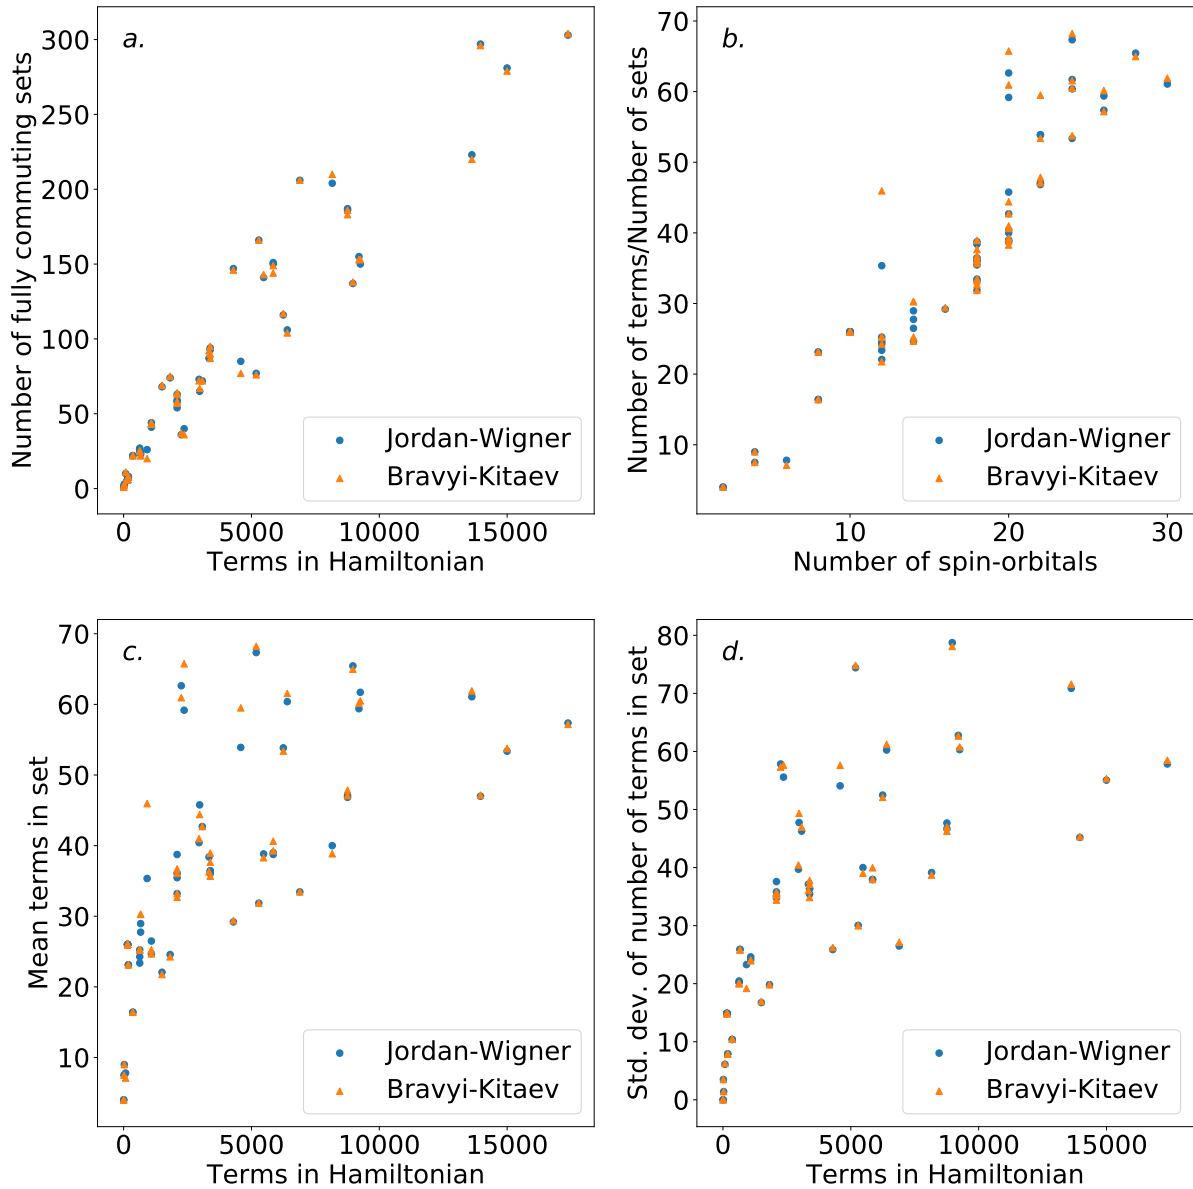 a.
Number of fully commuting sets
300
250
200
150
100
50
0
0 5000 10000 15000
Terms in Hamiltonian
Jordan-Wigner
Bravyi-Kitaev
b.
Number of terms/Number of sets
70
60
50
40
30
20
10
10 20 30
Number of spin-orbitals
Jordan-Wigner
Bravyi-Kitaev
c.
Mean terms in set
70
60
50
40
30
20
10
0 5000 10000 15000
Terms in Hamiltonian
Jordan-Wigner
Bravyi-Kitaev
d.
Std. dev. of number of terms in set
80
70
60
50
40
30
20
10
0
0 5000 10000 15000
Terms in Hamiltonian
Jordan-Wigner
Bravyi-Kitaev